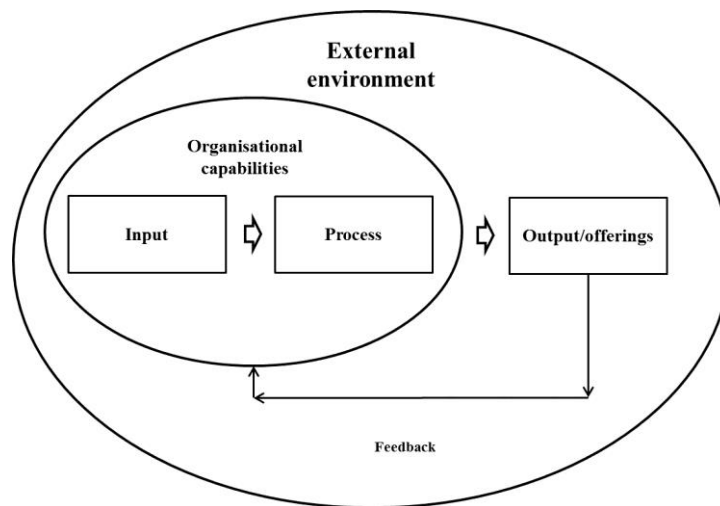 External
environment
Organisational
capabilities
Input
Process
Output/offerings
Feedback